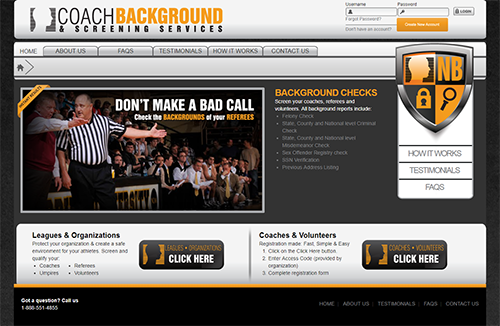 COACHBACKGROUND
& SCREENING SERVICES
Username
Password
LOGIN
Forgot Password?
Don't have an account?
Create New Account
HOME
ABOUT US
FAQS
TESTIMONIALS
HOW IT WORKS
CONTACT US
NB
DON'T MAKE A BAD CALL
Check the BACKGROUNDS of your REFEREES
BACKGROUND CHECKS
Screen your coaches, referees and
volunteers. All background reports include:
Felony Check
State, County and National level Criminal
Check
State, County and National level
Misdemeanor Check
Sex Offender Registry check
SSN Verification
Previous Address Listing
HOW IT WORKS
TESTIMONIALS
FAQS
Leagues & Organizations
Protect your organization & create a safe
environment for your athletes. Screen and
qualify your:
Coaches
Referees
Umpires
Volunteers
LEAGUES • ORGANIZATIONS
CLICK HERE
Coaches & Volunteers
Registration made: Fast, Simple & Easy
1. Click on the Click Here button
2. Enter Access Code (provided by
organization)
3. Complete registration form
COACHES • VOLUNTEERS
CLICK HERE
Got a question? Call us
1-888-551-4855
HOME | ABOUT US | TESTIMONIALS | FAQS | CONTACT US